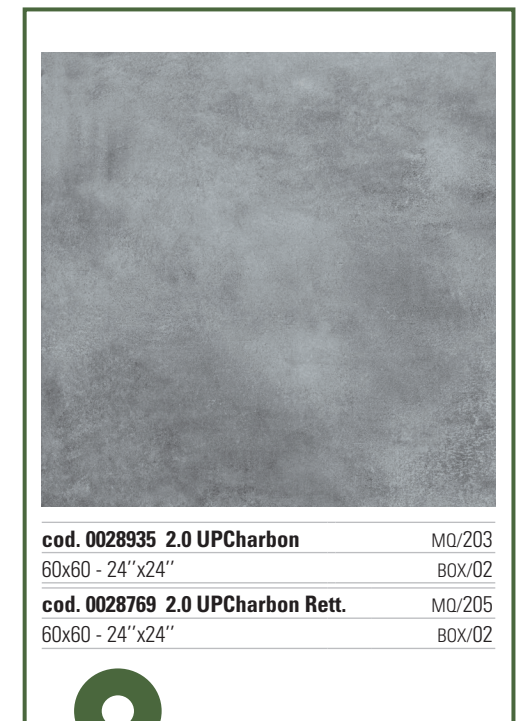 cod. 0028935 2.0 UPCharbon MQ/203
60x60 - 24''x24'' BOX/02
cod. 0028769 2.0 UPCharbon Rett. MQ/205
60x60 - 24''x24'' BOX/02